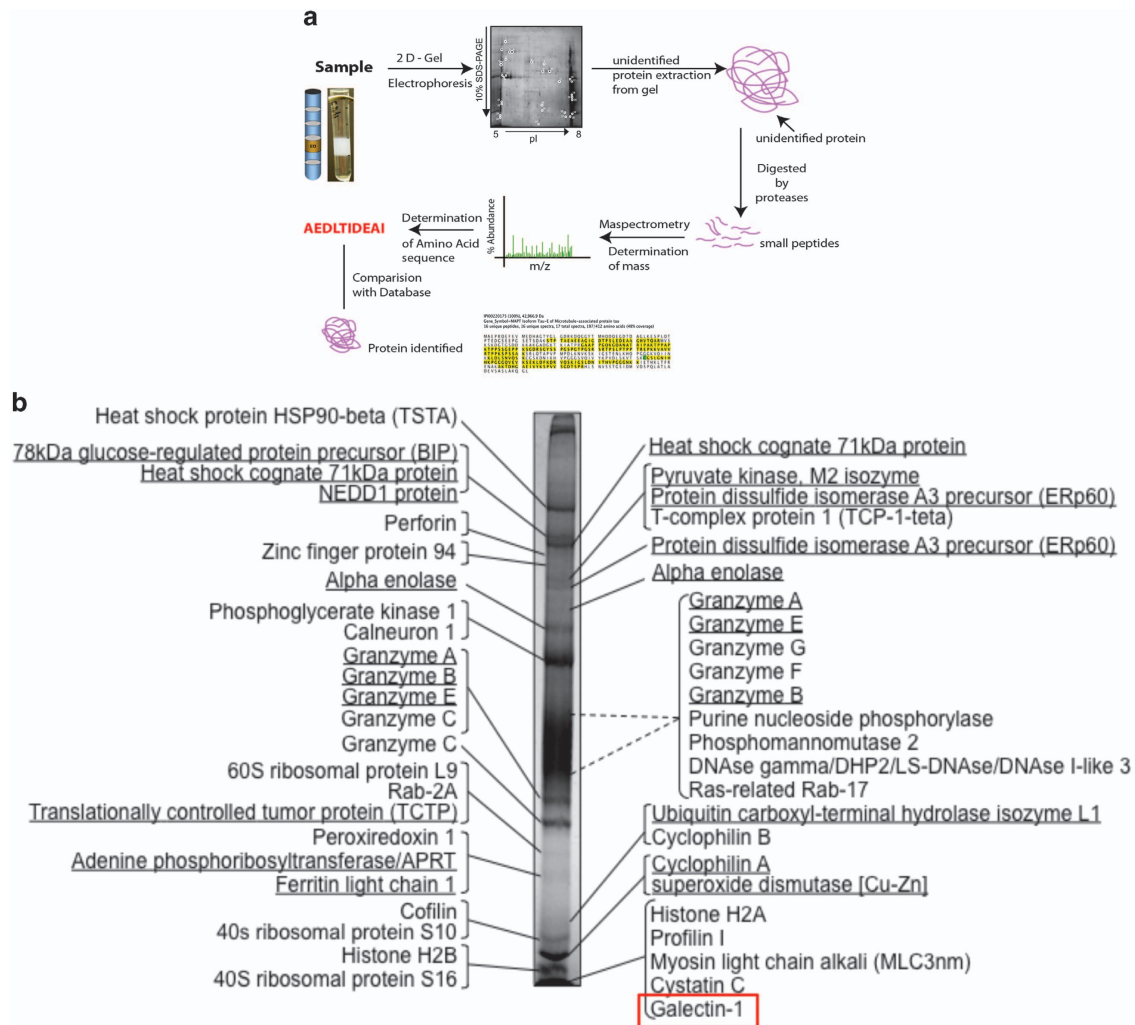 a
Sample
2 D - Gel
Electrophoresis
10% SDS-PAGE
5
pI
8
unidentified
protein extraction
from gel
unidentified protein
Digested
by
proteases
small peptides
Maspectrometry
Determination
of mass
% Abundance
m/z
Determination
of Amino Acid
sequence
AEDLTIDEAI
Comparision
with Database
Protein identified
b
Heat shock protein HSP90-beta (TSTA)
78kDa glucose-regulated protein precursor (BIP)
Heat shock cognate 71kDa protein
NEDD1 protein
Perforin
Zinc finger protein 94
Alpha enolase
Phosphoglycerate kinase 1
Calneuron 1
Granzyme A
Granzyme B
Granzyme E
Granzyme C
Granzyme C
60S ribosomal protein L9
Rab-2A
Translationally controlled tumor protein (TCTP)
Peroxiredoxin 1
Adenine phosphoribosyltransferase/APRT
Ferritin light chain 1
Cofilin
40s ribosomal protein S10
Histone H2B
40S ribosomal protein S16
Heat shock cognate 71kDa protein
Pyruvate kinase, M2 isozyme
Protein dissulfide isomerase A3 precursor (ERp60)
T-complex protein 1 (TCP-1-teta)
Protein dissulfide isomerase A3 precursor (ERp60)
Alpha enolase
Granzyme A
Granzyme E
Granzyme G
Granzyme F
Granzyme B
Purine nucleoside phosphorylase
Phosphomannomutase 2
DNAse gamma/DHP2/LS-DNAse/DNAse I-like 3
Ras-related Rab-17
Ubiquitin carboxyl-terminal hydrolase isozyme L1
Cyclophilin B
Cyclophilin A
superoxide dismutase [Cu-Zn]
Histone H2A
Profilin I
Myosin light chain alkali (MLC3nm)
Cystatin C
Galectin-1